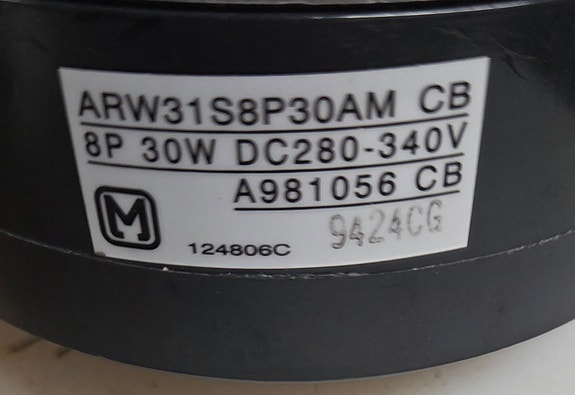 ARW31S8P30AM CB
8P 30W DC280-340V
A981056 CB
M
124806C
9424CG